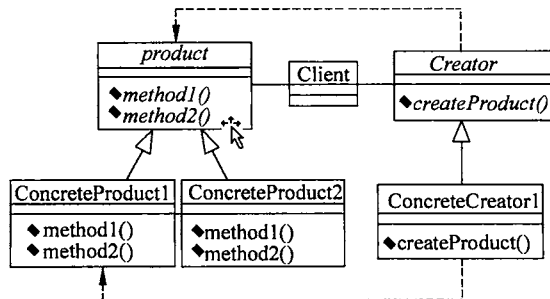 product
method1()
method2()
Client
Creator
createProduct()
ConcreteProduct1
method1()
method2()
ConcreteProduct2
method1()
method2()
ConcreteCreator1
createProduct()